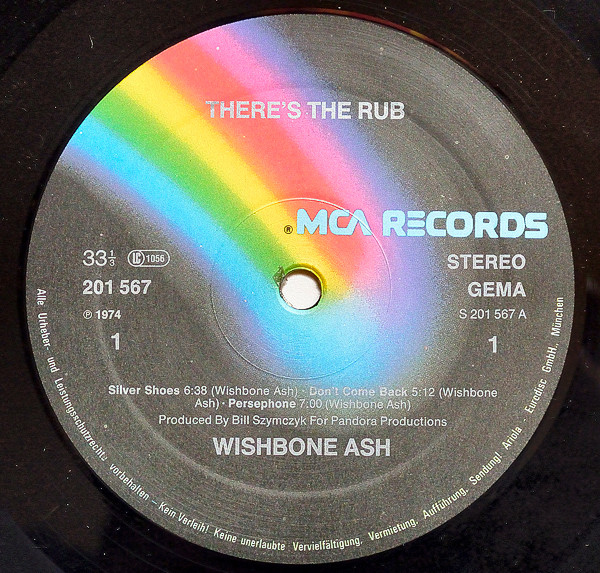 THERE'S THE RUB
® MCA RECORDS
33⅓ LC 1056
STEREO
201 567
GEMA
℗ 1974
S 201 567 A
1
1
Silver Shoes 6:38 (Wishbone Ash) · Don't Come Back 5:12 (Wishbone
Ash) · Persephone 7:00 (Wishbone Ash)
Produced By Bill Szymczyk For Pandora Productions
WISHBONE ASH
Alle Urheber- und Leistungsschutzrechte vorbehalten – Kein Verleih! Keine unerlaubte Vervielfältigung, Vermietung, Aufführung, Sendung! Ariola Eurodisc GmbH., München